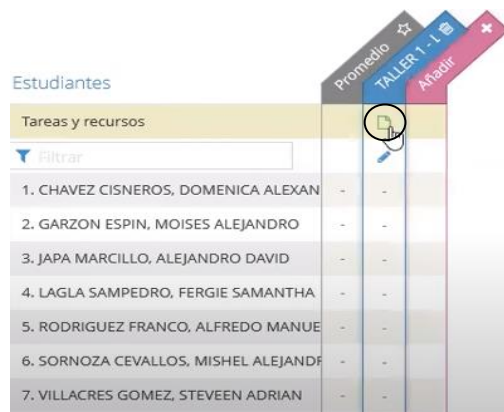 Promedio
TALLER 1 - L
Añadir
Estudiantes
Tareas y recursos
Filtrar
1. CHAVEZ CISNEROS, DOMENICA ALEXAN
- -
2. GARZON ESPIN, MOISES ALEJANDRO
- -
3. JAPA MARCILLO, ALEJANDRO DAVID
- -
4. LAGLA SAMPEDRO, FERGIE SAMANTHA
- -
5. RODRIGUEZ FRANCO, ALFREDO MANUE
- -
6. SORNOZA CEVALLOS, MISHEL ALEJANDR
- -
7. VILLACRES GOMEZ, STEVEEN ADRIAN
- -